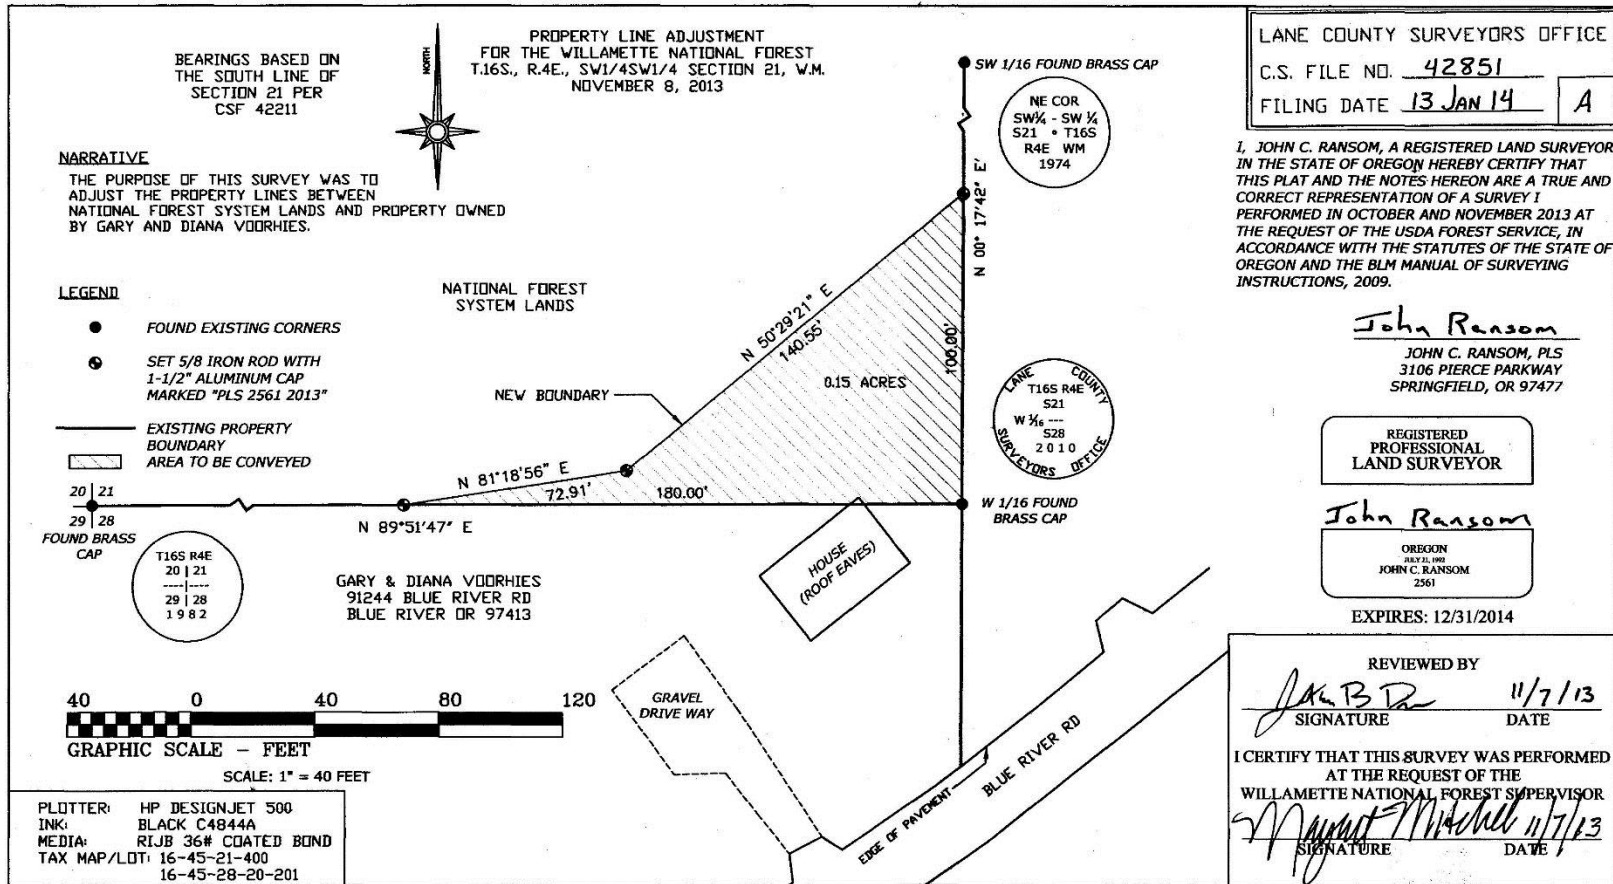 BEARINGS BASED ON
THE SOUTH LINE OF
SECTION 21 PER
CSF 42211
NORTH
PROPERTY LINE ADJUSTMENT
FOR THE WILLAMETTE NATIONAL FOREST
T.16S., R.4E., SW1/4SW1/4 SECTION 21, W.M.
NOVEMBER 8, 2013
SW 1/16 FOUND BRASS CAP
NE COR
SW¼ - SW ¼
S21 • T16S
R4E WM
1974
LANE COUNTY SURVEYORS OFFICE
C.S. FILE NO. 42851
FILING DATE 13 JAN 14
A
I, JOHN C. RANSOM, A REGISTERED LAND SURVEYOR
IN THE STATE OF OREGON HEREBY CERTIFY THAT
THIS PLAT AND THE NOTES HEREON ARE A TRUE AND
CORRECT REPRESENTATION OF A SURVEY I
PERFORMED IN OCTOBER AND NOVEMBER 2013 AT
THE REQUEST OF THE USDA FOREST SERVICE, IN
ACCORDANCE WITH THE STATUTES OF THE STATE OF
OREGON AND THE BLM MANUAL OF SURVEYING
INSTRUCTIONS, 2009.
John Ransom
JOHN C. RANSOM, PLS
3106 PIERCE PARKWAY
SPRINGFIELD, OR 97477
REGISTERED
PROFESSIONAL
LAND SURVEYOR
John Ransom
OREGON
JULY 21, 1992
JOHN C. RANSOM
2561
EXPIRES: 12/31/2014
REVIEWED BY
11/7/13
SIGNATURE DATE
I CERTIFY THAT THIS SURVEY WAS PERFORMED
AT THE REQUEST OF THE
WILLAMETTE NATIONAL FOREST SUPERVISOR
Mitchell 11/7/13
SIGNATURE DATE
NARRATIVE
THE PURPOSE OF THIS SURVEY WAS TO
ADJUST THE PROPERTY LINES BETWEEN
NATIONAL FOREST SYSTEM LANDS AND PROPERTY OWNED
BY GARY AND DIANA VOORHIES.
LEGEND
FOUND EXISTING CORNERS
SET 5/8 IRON ROD WITH
1-1/2" ALUMINUM CAP
MARKED "PLS 2561 2013"
EXISTING PROPERTY
BOUNDARY
AREA TO BE CONVEYED
NATIONAL FOREST
SYSTEM LANDS
NEW BOUNDARY
N 50°29'21" E
140.55'
N 00° 17'42" E'
100.00'
0.15 ACRES
LANE COUNTY
T16S R4E
S21
W 1/16 ---
S28
2010
SURVEYORS OFFICE
N 81°18'56" E
72.91'
180.00'
N 89°51'47" E
W 1/16 FOUND
BRASS CAP
20 21
29 28
FOUND BRASS
CAP
T16S R4E
20 | 21
----|----
29 | 28
1982
GARY & DIANA VOORHIES
91244 BLUE RIVER RD
BLUE RIVER OR 97413
HOUSE
(ROOF EAVES)
GRAVEL
DRIVE WAY
EDGE OF PAVEMENT
BLUE RIVER RD
40 0 40 80 120
GRAPHIC SCALE - FEET
SCALE: 1" = 40 FEET
PLOTTER: HP DESIGNJET 500
INK: BLACK C4844A
MEDIA: RIJB 36# COATED BOND
TAX MAP/LOT: 16-45-21-400
16-45-28-20-201